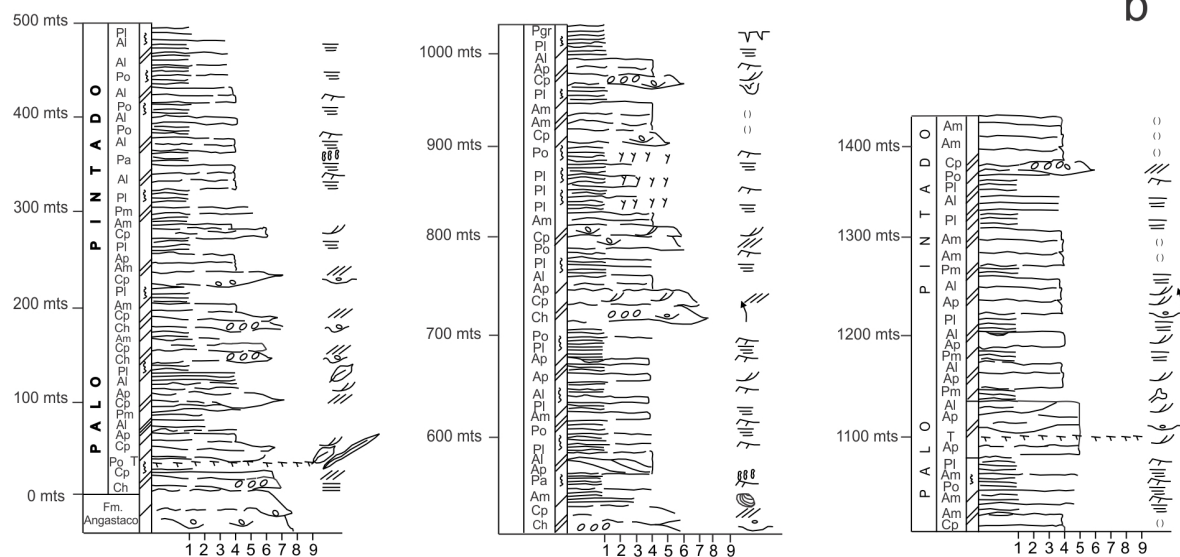 b
500 mts
Pl
Al
Al
Po
Al
400 mts
Po
Al
Po
Al
Pa
Al
Pl
300 mts
Pm
Am
Cp
Pl
Ap
Am
Cp
200 mts
Pl
Am
Cp
Ch
Am
Cp
Ch
Pl
Al
100 mts
Ap
Cp
Pm
Al
Ap
Cp
Po T
Cp
Ch
0 mts
Fm.
Angastaco
PALO PINTADO
1 2 3 4 5 6 7 8 9
Pgr
Pl
1000 mts
Al
Ap
Cp
Pl
Am
Am
Cp
900 mts
Po
Pl
Pl
Pl
Am
800 mts
Cp
Po
Pl
Al
Ap
Cp
Ch
700 mts
Po
Pl
Ap
Ap
Al
Pl
Am
Po
600 mts
Pl
Al
Ap
Pa
Am
Cp
Ch
1 2 3 4 5 6 7 8 9
Am
1400 mts
Am
Cp
Po
Pl
Al
Pl
1300 mts
Am
Am
Pm
Al
Ap
Pl
1200 mts
Al
Ap
Pm
Al
Ap
Pm
Al
Ap
1100 mts
T
Ap
Pl
Am
Po
Am
Am
Cp
PALO PINTADO
1 2 3 4 5 6 7 8 9